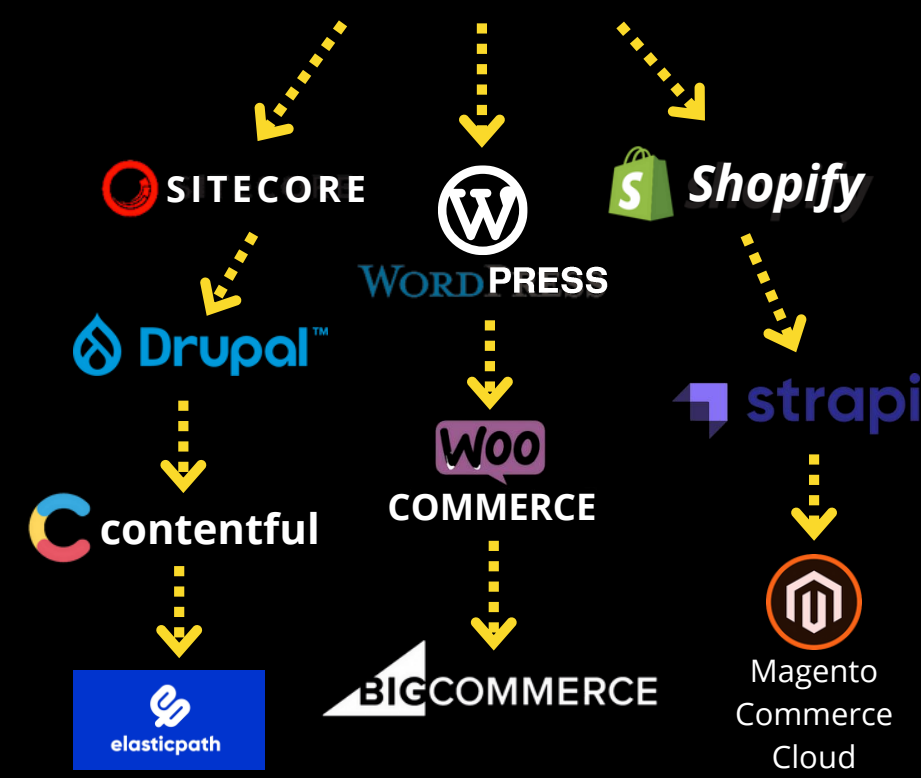 SITECORE
WORDPRESS
Shopify
Drupal™
strapi
WOO
COMMERCE
contentful
elasticpath
BIGCOMMERCE
Magento
Commerce
Cloud